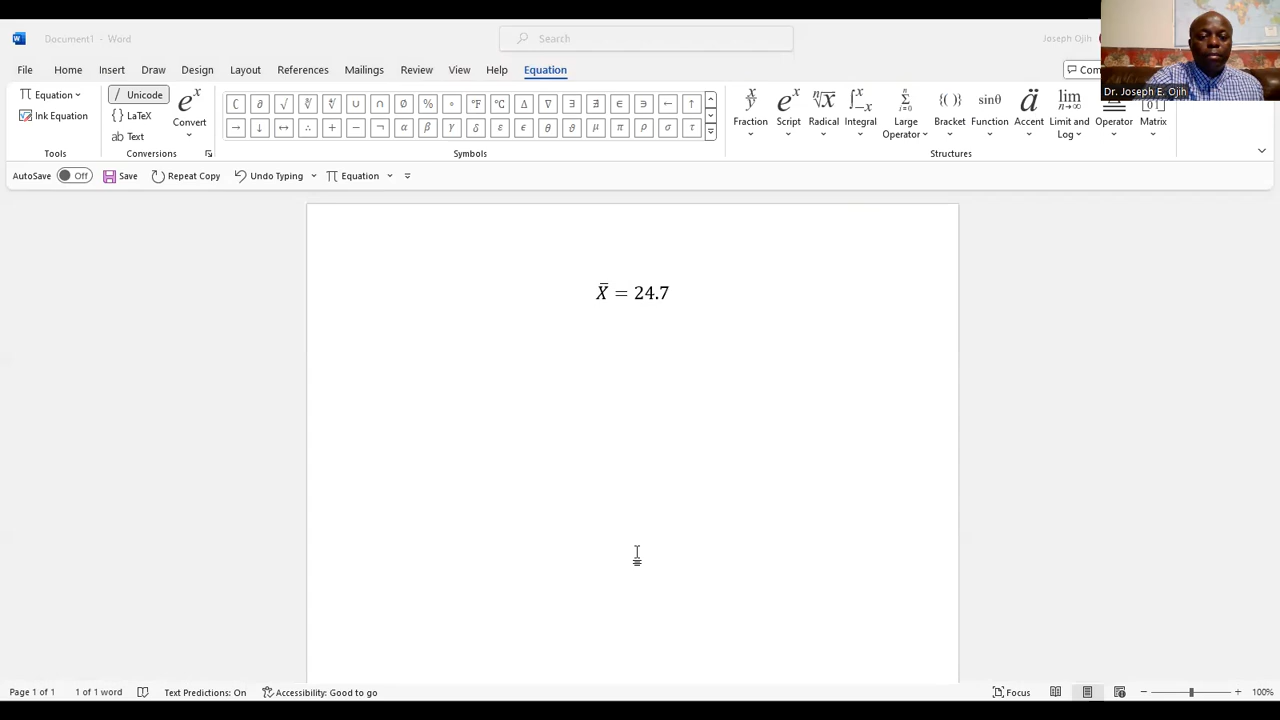 Document1 - Word
Search
Joseph Ojih
File Home Insert Draw Design Layout References Mailings Review View Help Equation
Equation
Ink Equation
Tools
Unicode
{ } LaTeX
ab Text
Conversions
eˣ
Convert
ℂ ∂ √ ∛ ∜ ∪ ∩ ∅ % ° ℉ ℃ ∆ ∇ ∃ ∄ ∈ ∋ ← ↑
→ ↓ ↔ ∴ + − ¬ α β γ δ ε ϵ θ ϑ μ π ρ σ τ
Symbols
Fraction
Script
Radical
Integral
Large Operator
Bracket
Function
Accent
Limit and Log
Operator
Matrix
Structures
Dr. Joseph E. Ojih
AutoSave Off Save Repeat Copy Undo Typing Equation
X̄ = 24.7
Page 1 of 1 1 of 1 word Text Predictions: On Accessibility: Good to go Focus 100%